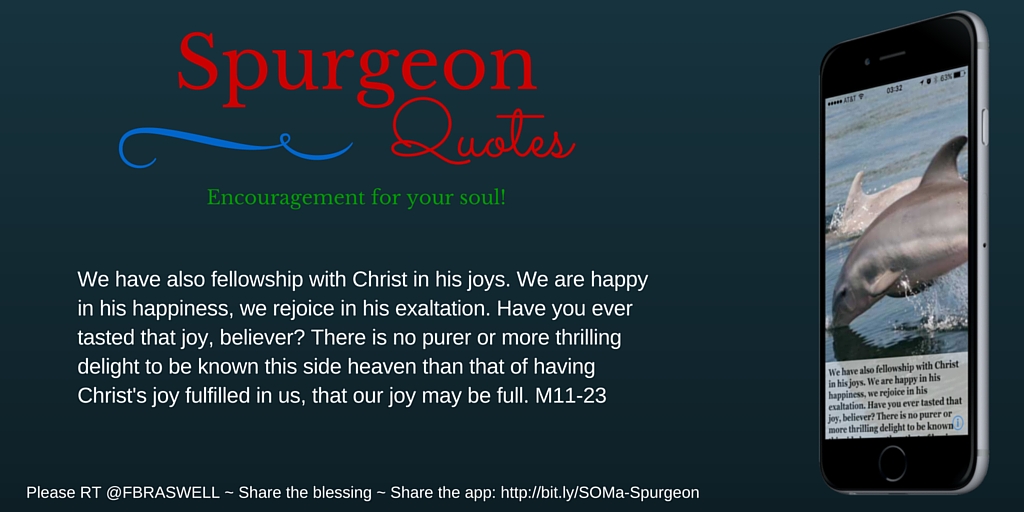 Spurgeon
Quotes
Encouragement for your soul!
We have also fellowship with Christ in his joys. We are happy
in his happiness, we rejoice in his exaltation. Have you ever
tasted that joy, believer? There is no purer or more thrilling
delight to be known this side heaven than that of having
Christ's joy fulfilled in us, that our joy may be full. M11-23
Please RT @FBRASWELL ~ Share the blessing ~ Share the app: http://bit.ly/SOMa-Spurgeon
AT&T 03:32 63%
We have also fellowship with Christ
in his joys. We are happy in his
happiness, we rejoice in his
exaltation. Have you ever tasted that
joy, believer? There is no purer or
more thrilling delight to be known